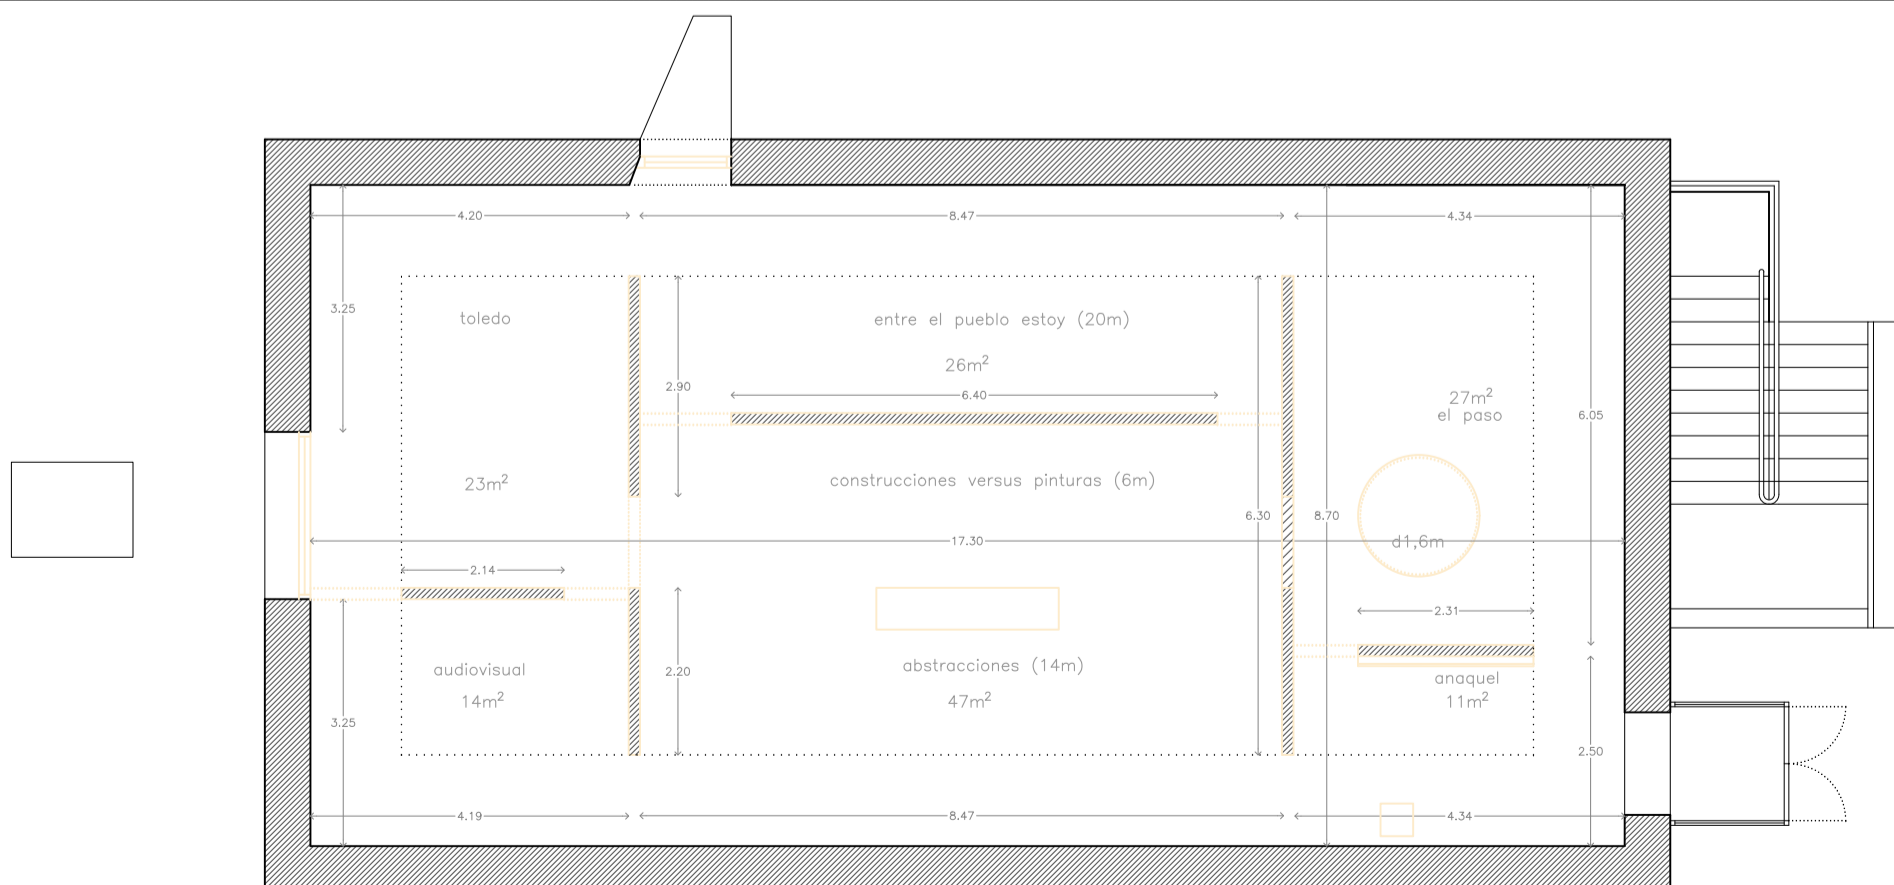 4.20
8.47
4.34
3.25
toledo
entre el pueblo estoy (20m)
26m²
2.90
6.40
27m²
el paso
6.05
23m²
construcciones versus pinturas (6m)
6.30
8.70
17.30
d1,6m
2.14
2.31
audiovisual
14m²
2.20
abstracciones (14m)
47m²
anaquel
11m²
3.25
2.50
4.19
8.47
4.34